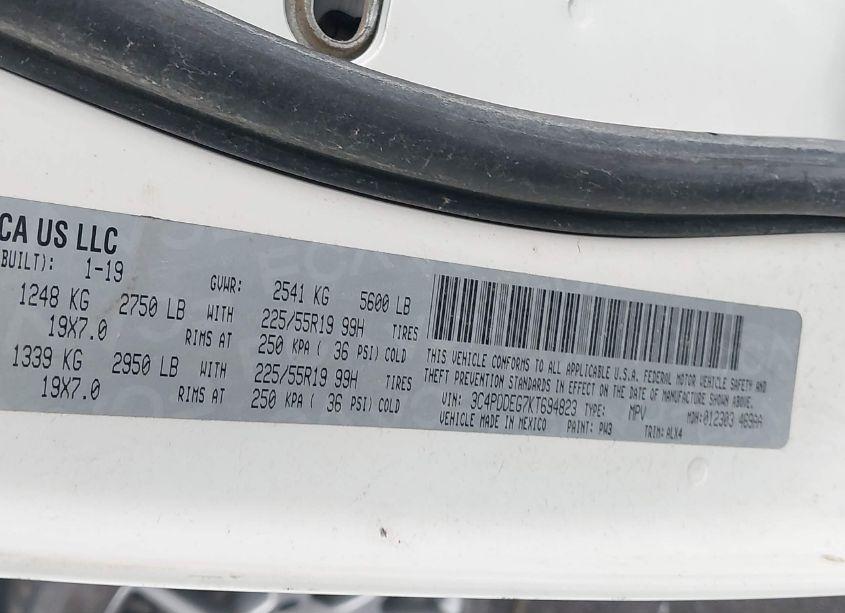 CA US LLC
BUILT): 1-19 GVWR: 2541 KG 5600 LB
1248 KG 2750 LB WITH 225/55R19 99H TIRES
19X7.0 RIMS AT 250 KPA ( 36 PSI) COLD
1339 KG 2950 LB WITH 225/55R19 99H TIRES
19X7.0 RIMS AT 250 KPA ( 36 PSI) COLD
THIS VEHICLE CONFORMS TO ALL APPLICABLE U.S.A. FEDERAL MOTOR VEHICLE SAFETY AND
THEFT PREVENTION STANDARDS IN EFFECT ON THE DATE OF MANUFACTURE SHOWN ABOVE.
VIN: 3C4PDDEG7KT694823 TYPE: MPV MDH:012303 469AA
VEHICLE MADE IN MEXICO PAINT: PW3 TRIM: ALX4